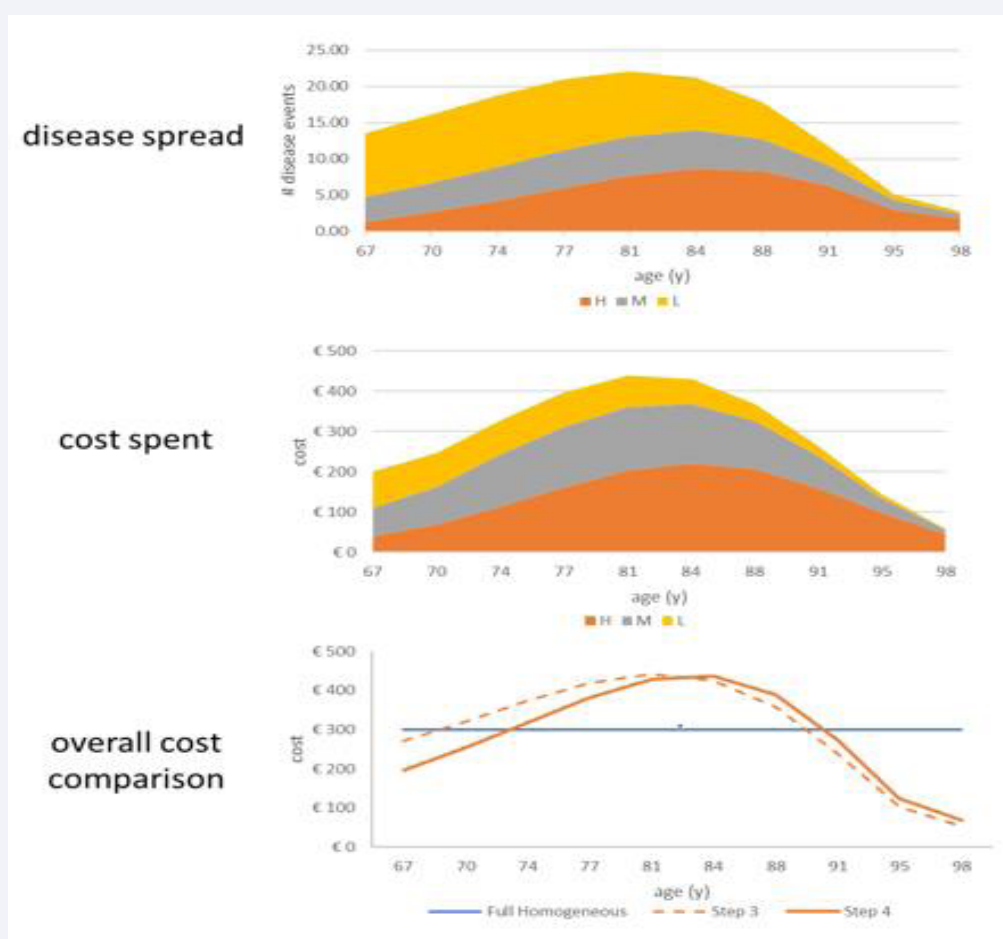 disease spread
# disease events
25.00
20.00
15.00
10.00
5.00
0.00
67 70 74 77 81 84 88 91 95 98
age (y)
H M L
cost spent
cost
€ 500
€ 400
€ 300
€ 200
€ 100
€ 0
67 70 74 77 81 84 88 91 95 98
age (y)
H M L
overall cost
comparison
cost
€ 500
€ 400
€ 300
€ 200
€ 100
€ 0
67 70 74 77 81 84 88 91 95 98
age (y)
Full Homogeneous Step 3 Step 4